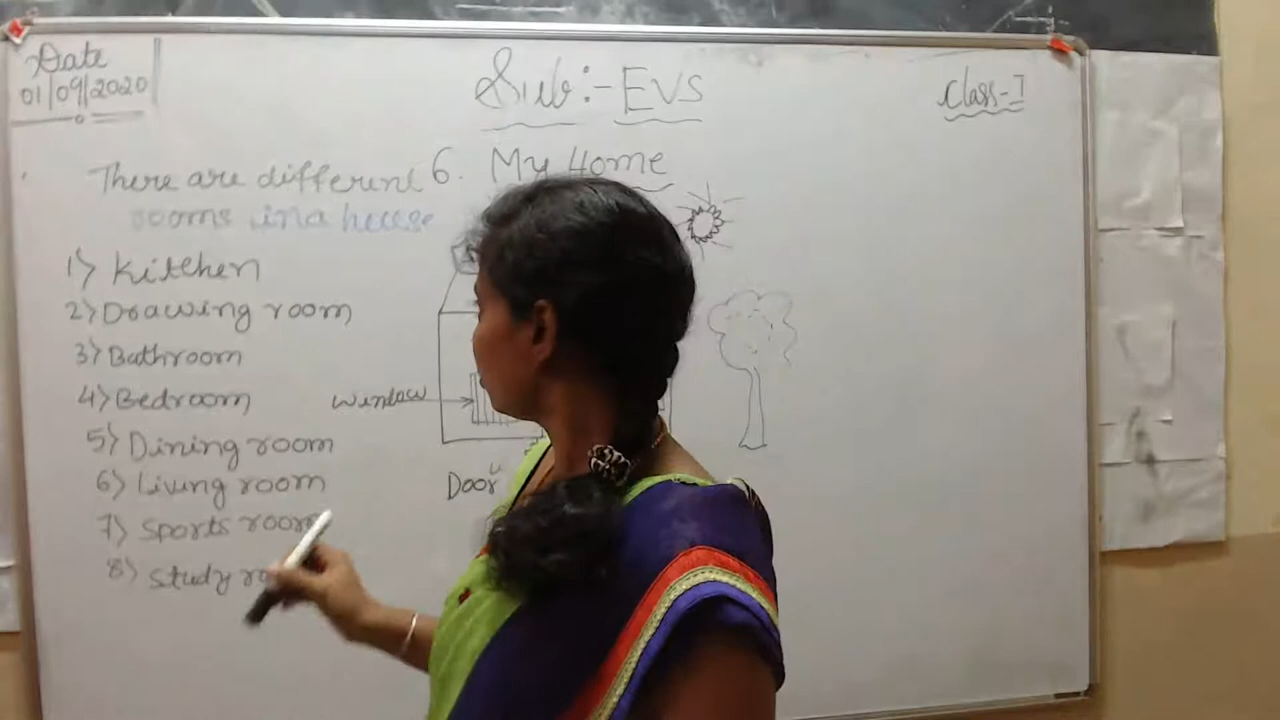 Date
01/09/2020
Sub:- EVS
Class-I
6. My Home
There are different
rooms in a house
1) Kitchen
2) Drawing room
3) Bathroom
4) Bedroom
5) Dining room
6) Living room
7) Sports room
8) Study
window
Door